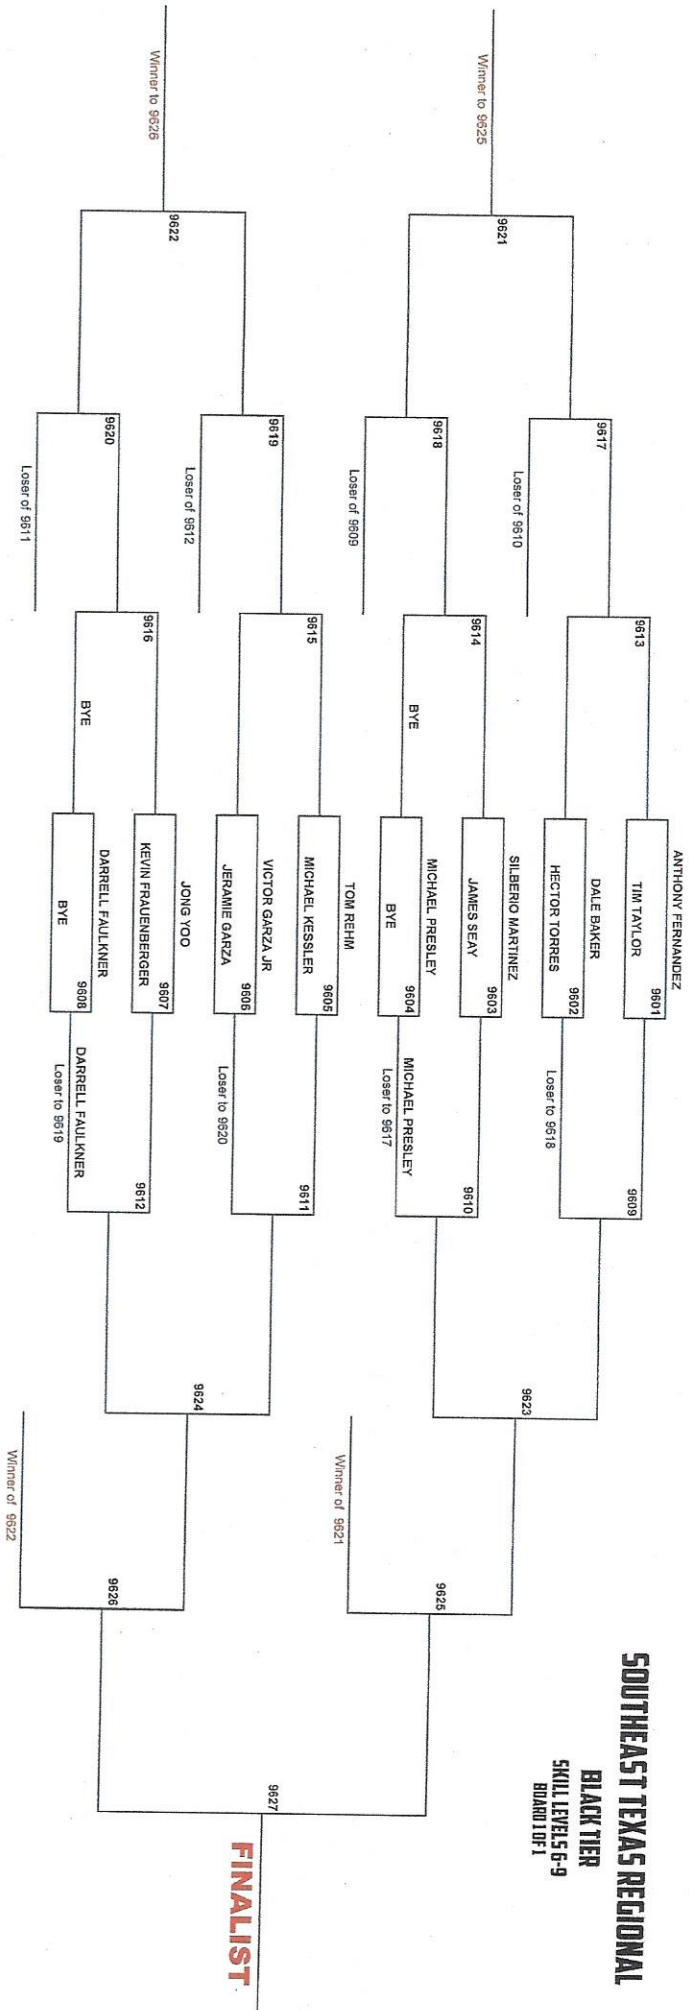 SOUTHEAST TEXAS REGIONAL
BLACK TIER
SKILL LEVELS 6-9
BOARD 1 OF 1
ANTHONY FERNANDEZ
TIM TAYLOR
9601
DALE BAKER
HECTOR TORRES
9602
SILBERIO MARTINEZ
JAMES SEAY
9603
MICHAEL PRESLEY
BYE
9604
TOM REHM
MICHAEL KESSLER
9605
VICTOR GARZA JR
JERAMIE GARZA
9606
JONG YOO
KEVIN FRAUENBERGER
9607
DARRELL FAULKNER
BYE
9608
9609
Loser to 9618
9610
MICHAEL PRESLEY
Loser to 9617
9611
Loser to 9620
9612
DARRELL FAULKNER
Loser to 9619
9613
9614
BYE
9615
9616
BYE
9617
Loser of 9610
9618
Loser of 9609
9619
Loser of 9612
9620
Loser of 9611
9621
Winner to 9625
9622
Winner to 9626
9623
9624
9625
Winner of 9621
9626
Winner of 9622
9627
FINALIST